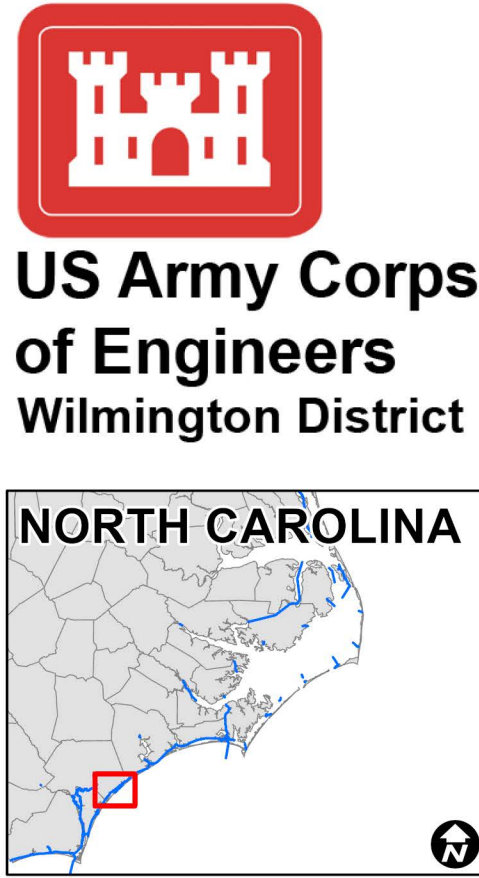 US Army Corps
of Engineers
Wilmington District
NORTH CAROLINA
N